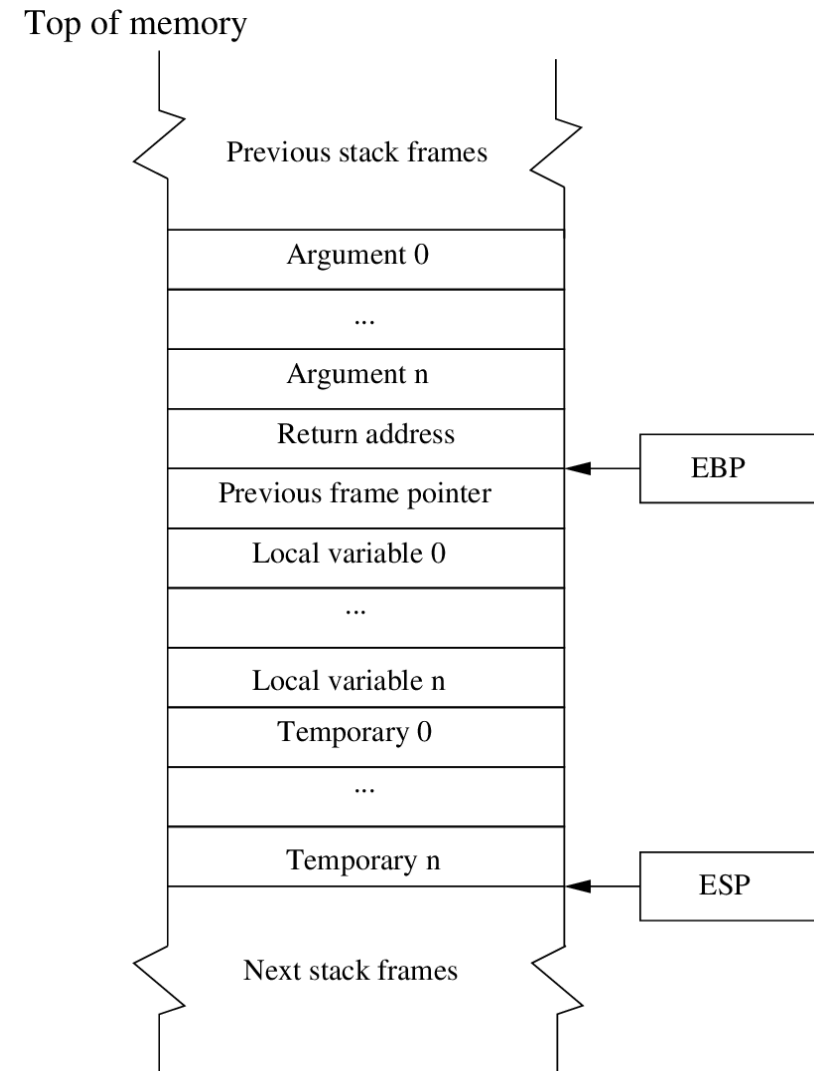 Top of memory
Previous stack frames
Argument 0
...
Argument n
Return address
EBP
Previous frame pointer
Local variable 0
...
Local variable n
Temporary 0
...
Temporary n
ESP
Next stack frames